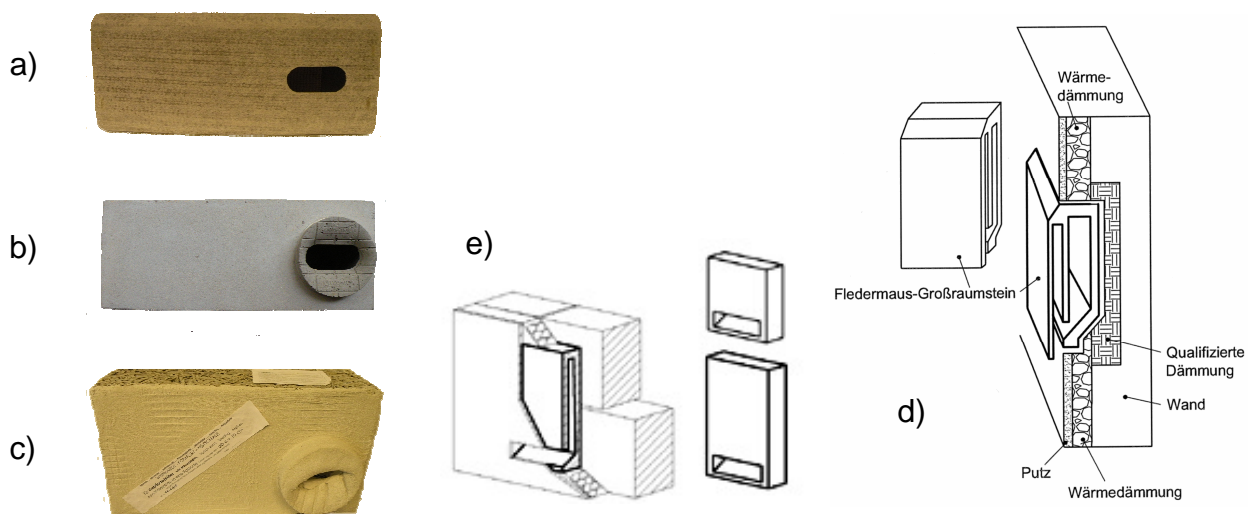 a)
b)
c)
e)
d)
Wärme-
dämmung
Fledermaus-Großraumstein
Qualifizierte
Dämmung
Wand
Putz
Wärmedämmung